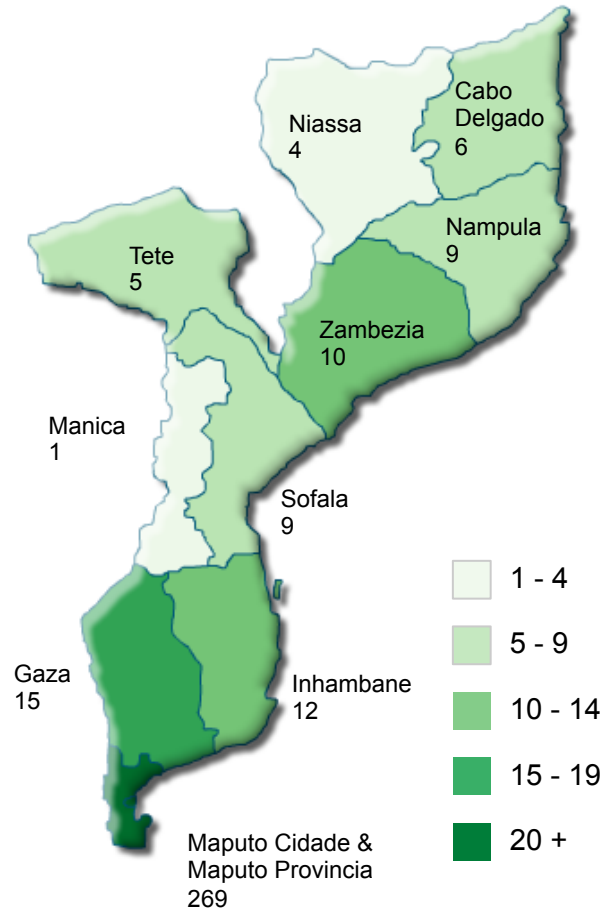 Cabo
Delgado
6
Niassa
4
Nampula
9
Tete
5
Zambezia
10
Manica
1
Sofala
9
1 - 4
5 - 9
Gaza
15
Inhambane
12
10 - 14
15 - 19
20 +
Maputo Cidade &
Maputo Provincia
269